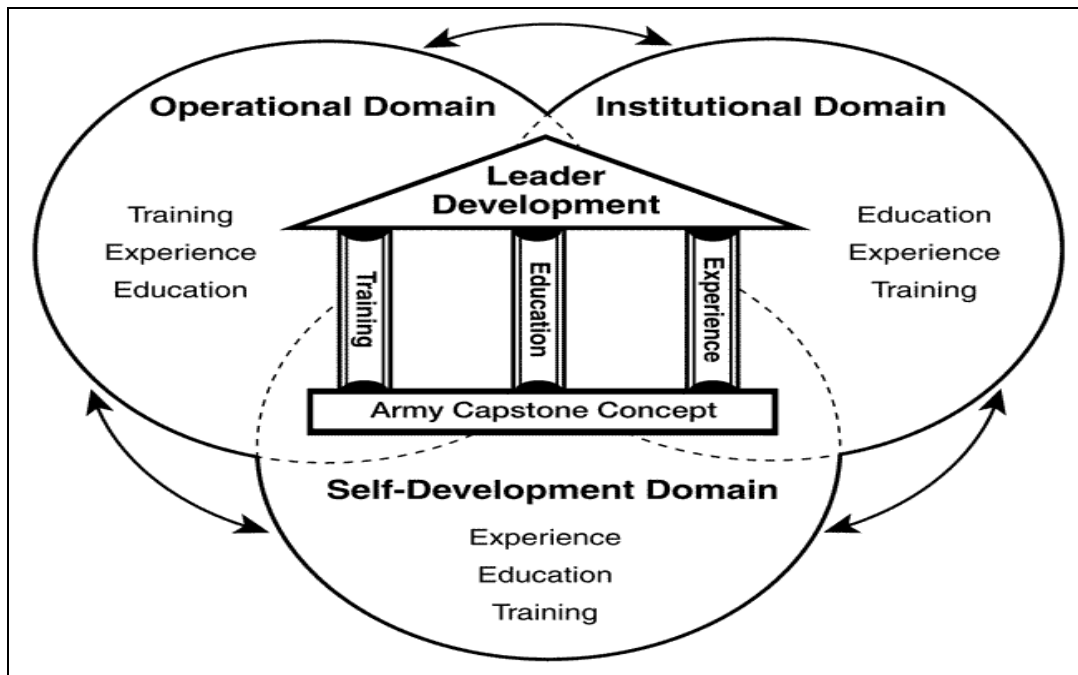 Operational Domain
Institutional Domain
Leader
Development
Training
Experience
Education
Education
Experience
Training
Training
Education
Experience
Army Capstone Concept
Self-Development Domain
Experience
Education
Training